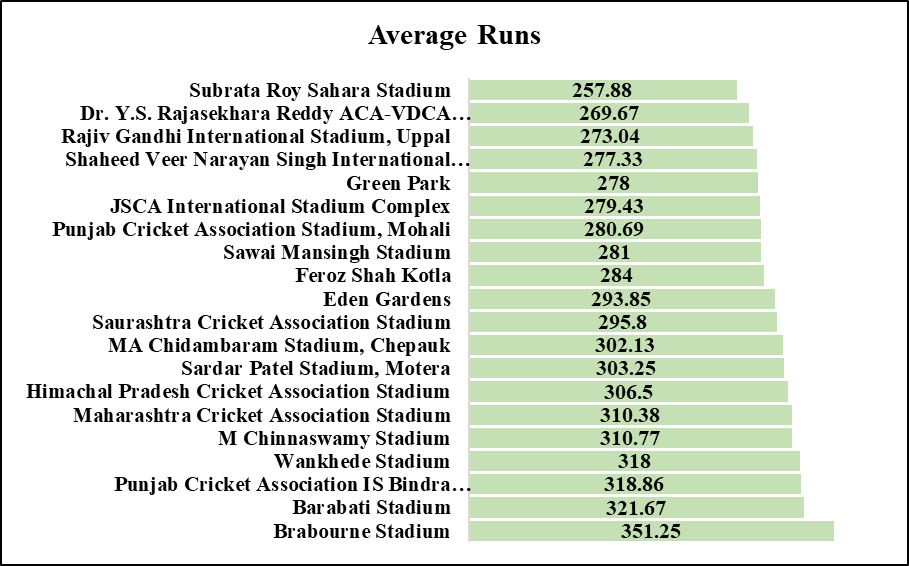 Average Runs
Subrata Roy Sahara Stadium 257.88
Dr. Y.S. Rajasekhara Reddy ACA-VDCA… 269.67
Rajiv Gandhi International Stadium, Uppal 273.04
Shaheed Veer Narayan Singh International… 277.33
Green Park 278
JSCA International Stadium Complex 279.43
Punjab Cricket Association Stadium, Mohali 280.69
Sawai Mansingh Stadium 281
Feroz Shah Kotla 284
Eden Gardens 293.85
Saurashtra Cricket Association Stadium 295.8
MA Chidambaram Stadium, Chepauk 302.13
Sardar Patel Stadium, Motera 303.25
Himachal Pradesh Cricket Association Stadium 306.5
Maharashtra Cricket Association Stadium 310.38
M Chinnaswamy Stadium 310.77
Wankhede Stadium 318
Punjab Cricket Association IS Bindra… 318.86
Barabati Stadium 321.67
Brabourne Stadium 351.25